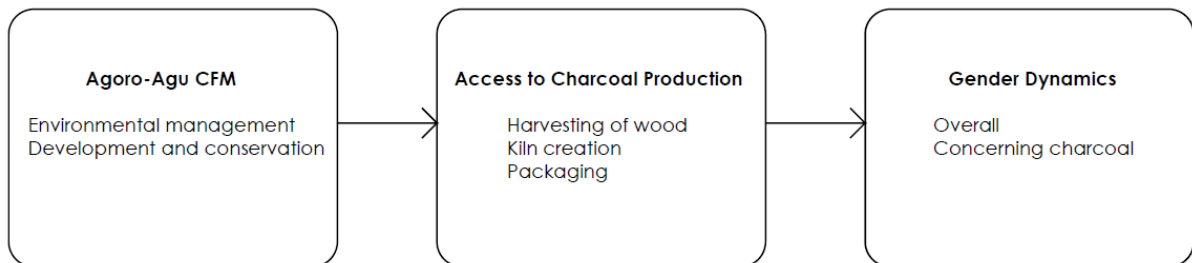 Agoro-Agu CFM
Environmental management
Development and conservation
Access to Charcoal Production
Harvesting of wood
Kiln creation
Packaging
Gender Dynamics
Overall
Concerning charcoal